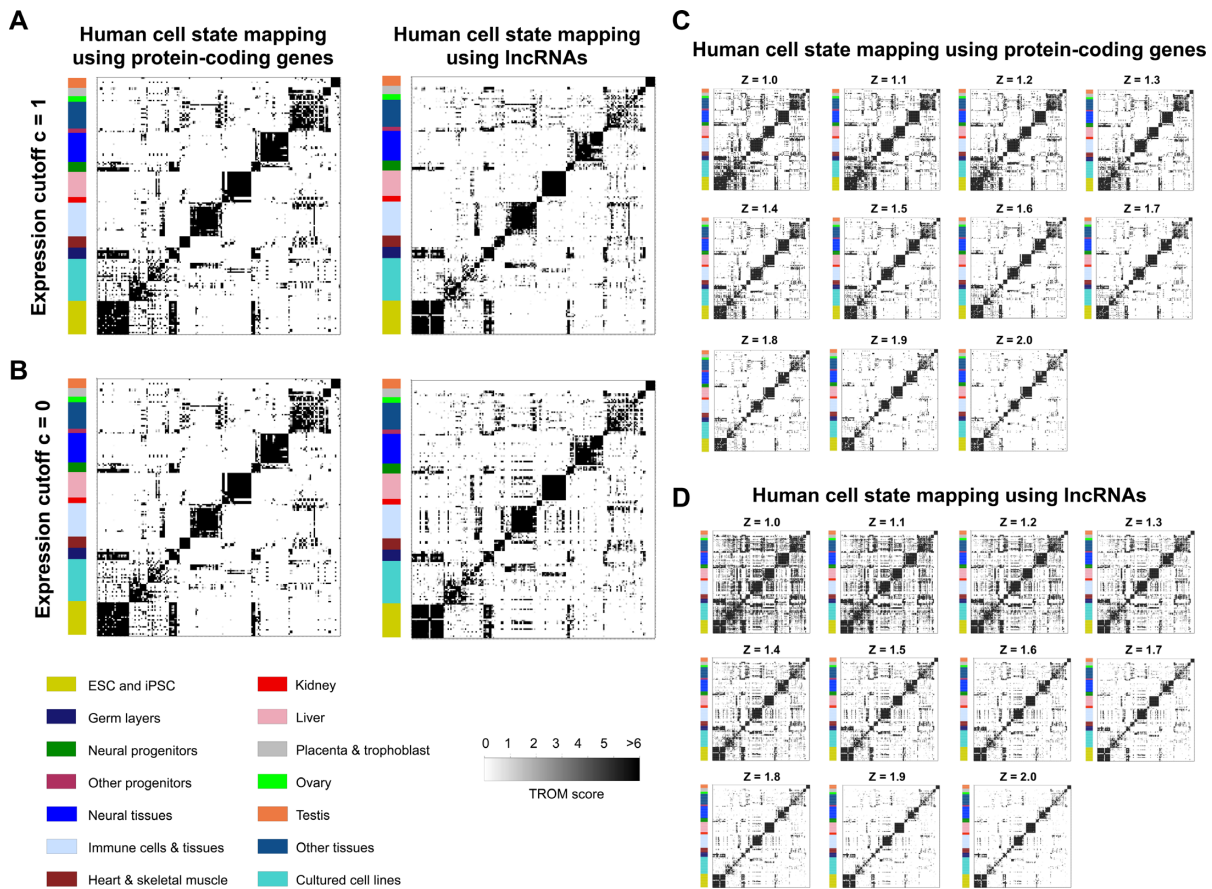 A
Human cell state mapping
using protein-coding genes
Human cell state mapping
using lncRNAs
Expression cutoff c = 1
B
Expression cutoff c = 0
ESC and iPSC
Germ layers
Neural progenitors
Other progenitors
Neural tissues
Immune cells & tissues
Heart & skeletal muscle
Kidney
Liver
Placenta & trophoblast
Ovary
Testis
Other tissues
Cultured cell lines
0 1 2 3 4 5 >6
TROM score
C
Human cell state mapping using protein-coding genes
Z = 1.0 Z = 1.1 Z = 1.2 Z = 1.3
Z = 1.4 Z = 1.5 Z = 1.6 Z = 1.7
Z = 1.8 Z = 1.9 Z = 2.0
D
Human cell state mapping using lncRNAs
Z = 1.0 Z = 1.1 Z = 1.2 Z = 1.3
Z = 1.4 Z = 1.5 Z = 1.6 Z = 1.7
Z = 1.8 Z = 1.9 Z = 2.0